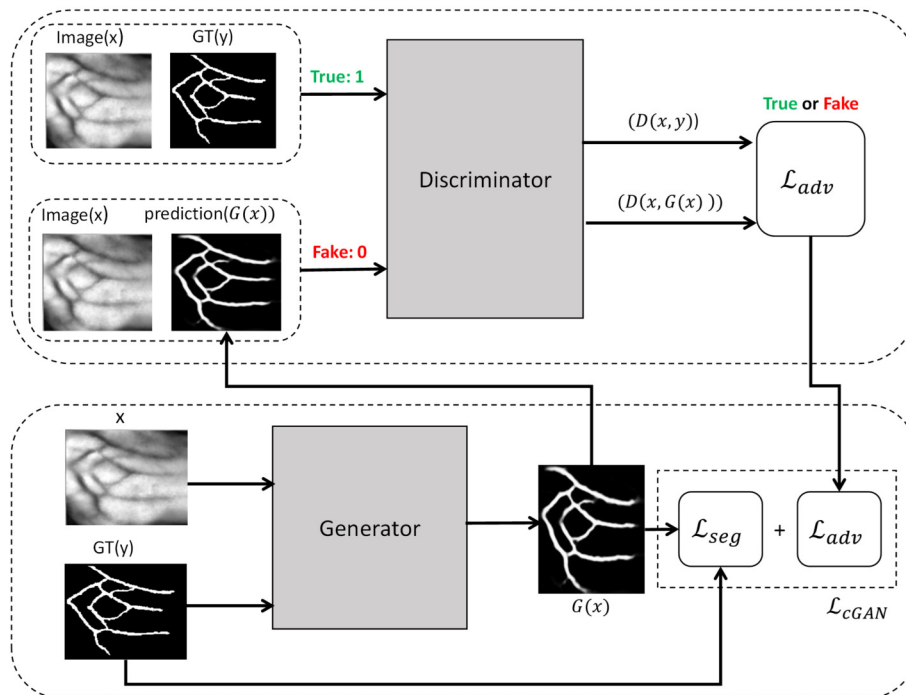 Image(x)
GT(y)
True: 1
Discriminator
(D(x, y))
(D(x, G(x) ))
True or Fake
ℒ_adv
Image(x)
prediction(G(x))
Fake: 0
x
GT(y)
Generator
G(x)
ℒ_seg + ℒ_adv
ℒ_cGAN